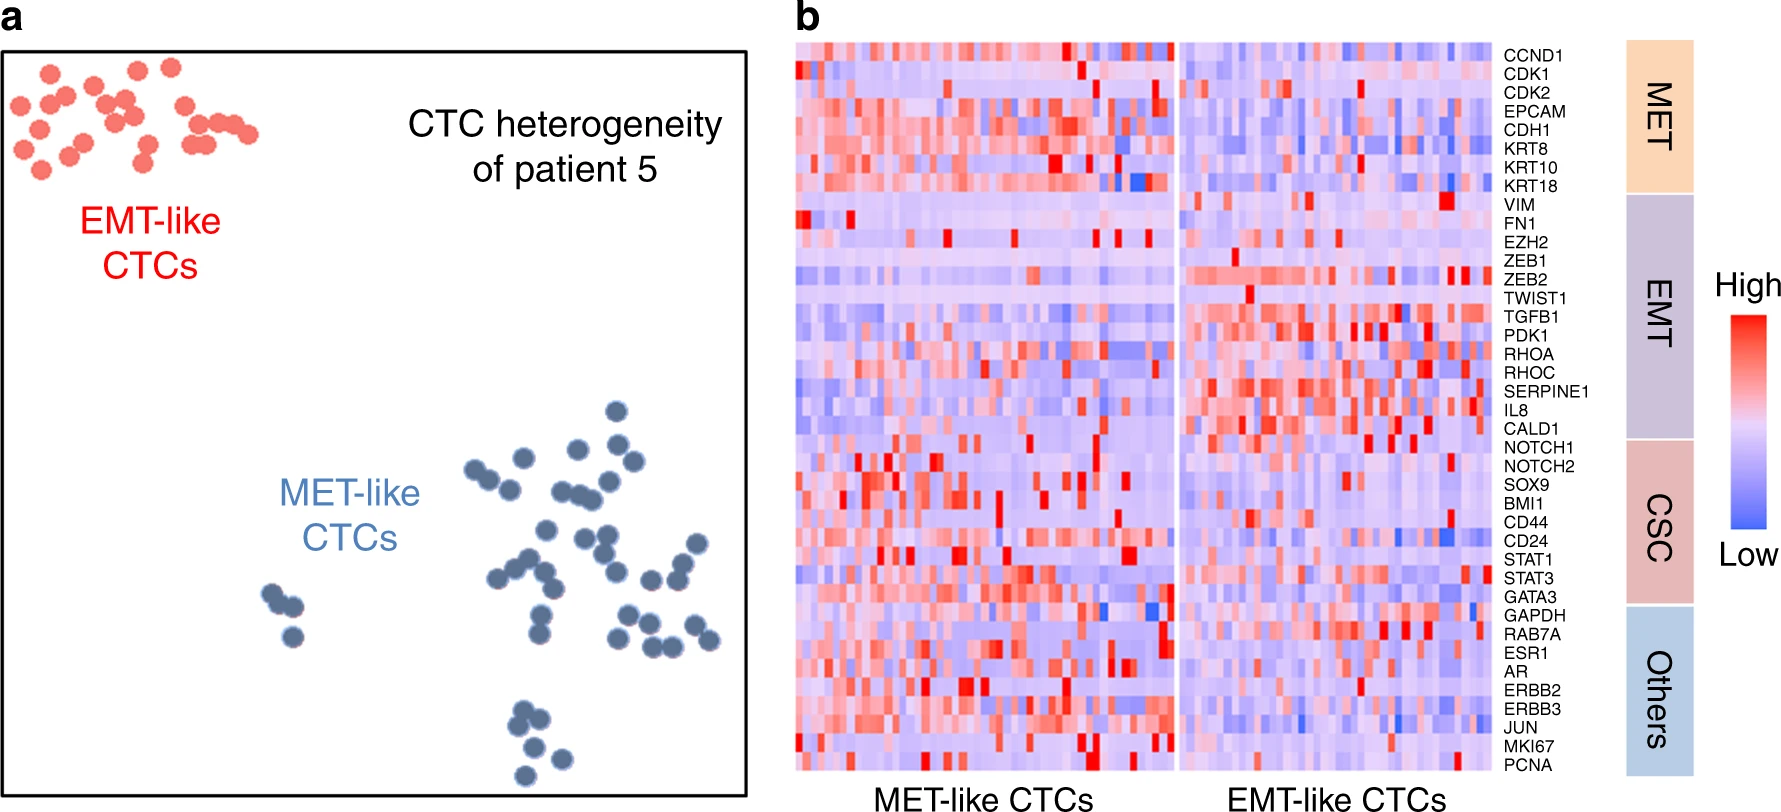 a
CTC heterogeneity
of patient 5
EMT-like
CTCs
MET-like
CTCs
b
CCND1
CDK1
CDK2
EPCAM
CDH1
KRT8
KRT10
KRT18
VIM
FN1
EZH2
ZEB1
ZEB2
TWIST1
TGFB1
PDK1
RHOA
RHOC
SERPINE1
IL8
CALD1
NOTCH1
NOTCH2
SOX9
BMI1
CD44
CD24
STAT1
STAT3
GATA3
GAPDH
RAB7A
ESR1
AR
ERBB2
ERBB3
JUN
MKI67
PCNA
MET
EMT
CSC
Others
High
Low
MET-like CTCs
EMT-like CTCs